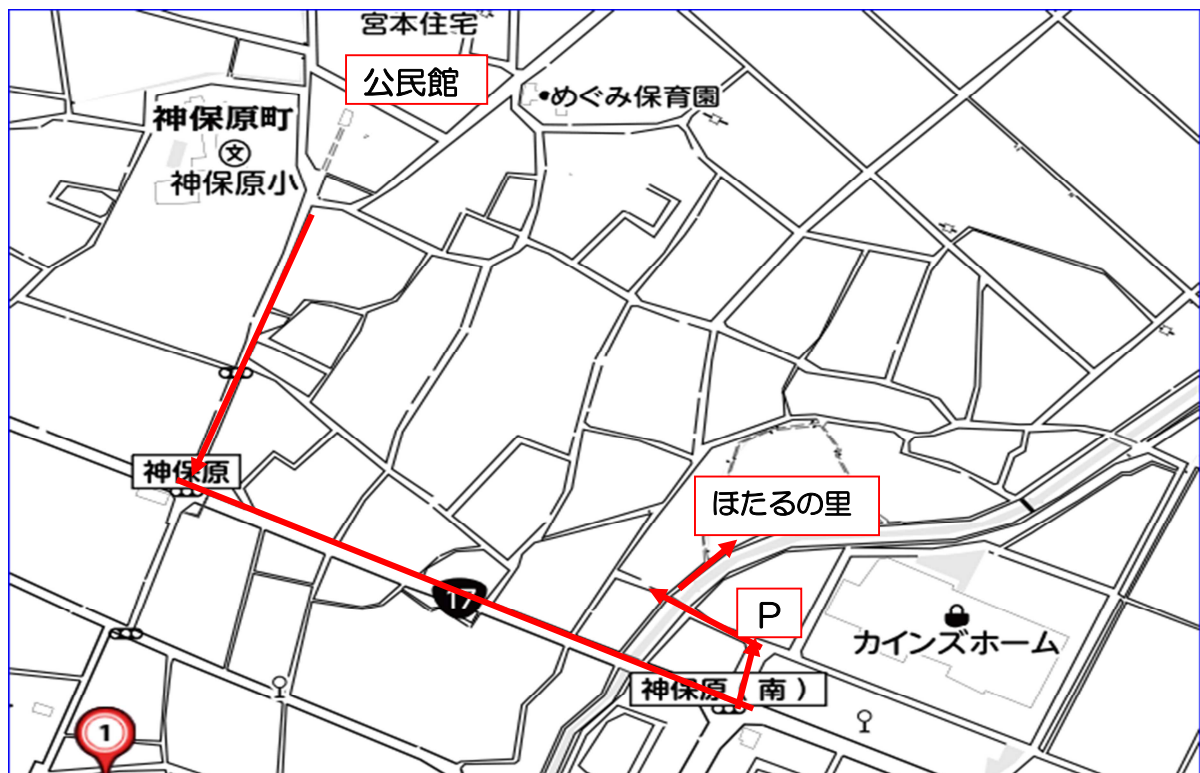 宮本住宅
公民館
めぐみ保育園
神保原町
文
神保原小
神保原
ほたるの里
17
P
カインズホーム
神保原(南)
1